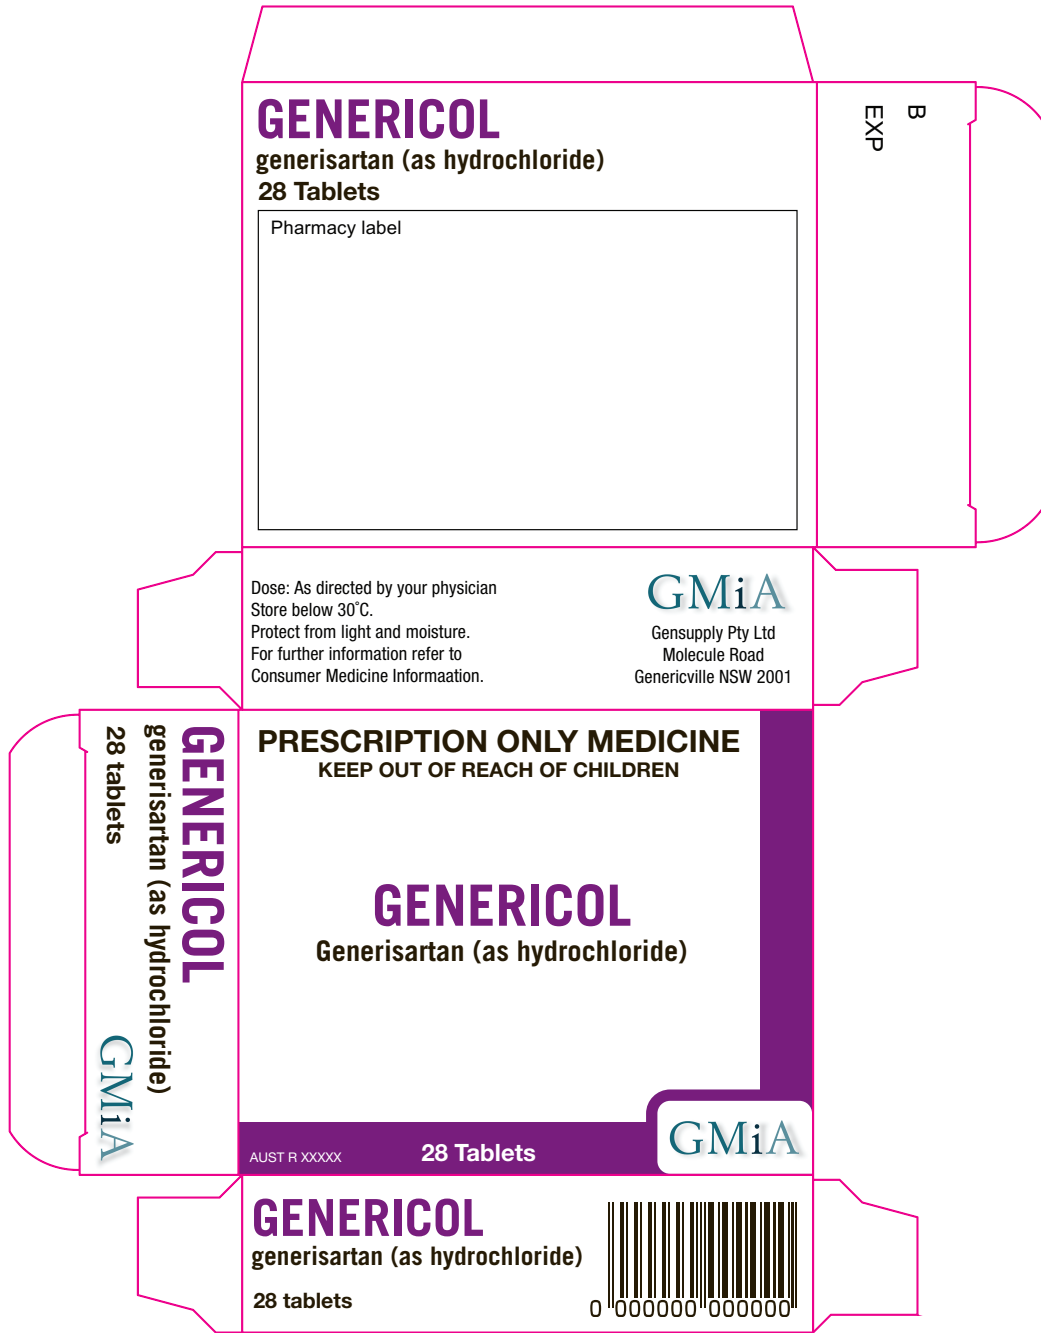 GENERICOL
generisartan (as hydrochloride)
28 Tablets
Pharmacy label
B
EXP
Dose: As directed by your physician
Store below 30˚C.
Protect from light and moisture.
For further information refer to
Consumer Medicine Informaation.
GMiA
Gensupply Pty Ltd
Molecule Road
Genericville NSW 2001
GENERICOL
generisartan (as hydrochloride)
28 tablets
GMiA
PRESCRIPTION ONLY MEDICINE
KEEP OUT OF REACH OF CHILDREN
GENERICOL
Generisartan (as hydrochloride)
AUST R XXXXX
28 Tablets
GMiA
GENERICOL
generisartan (as hydrochloride)
28 tablets
0 000000 000000